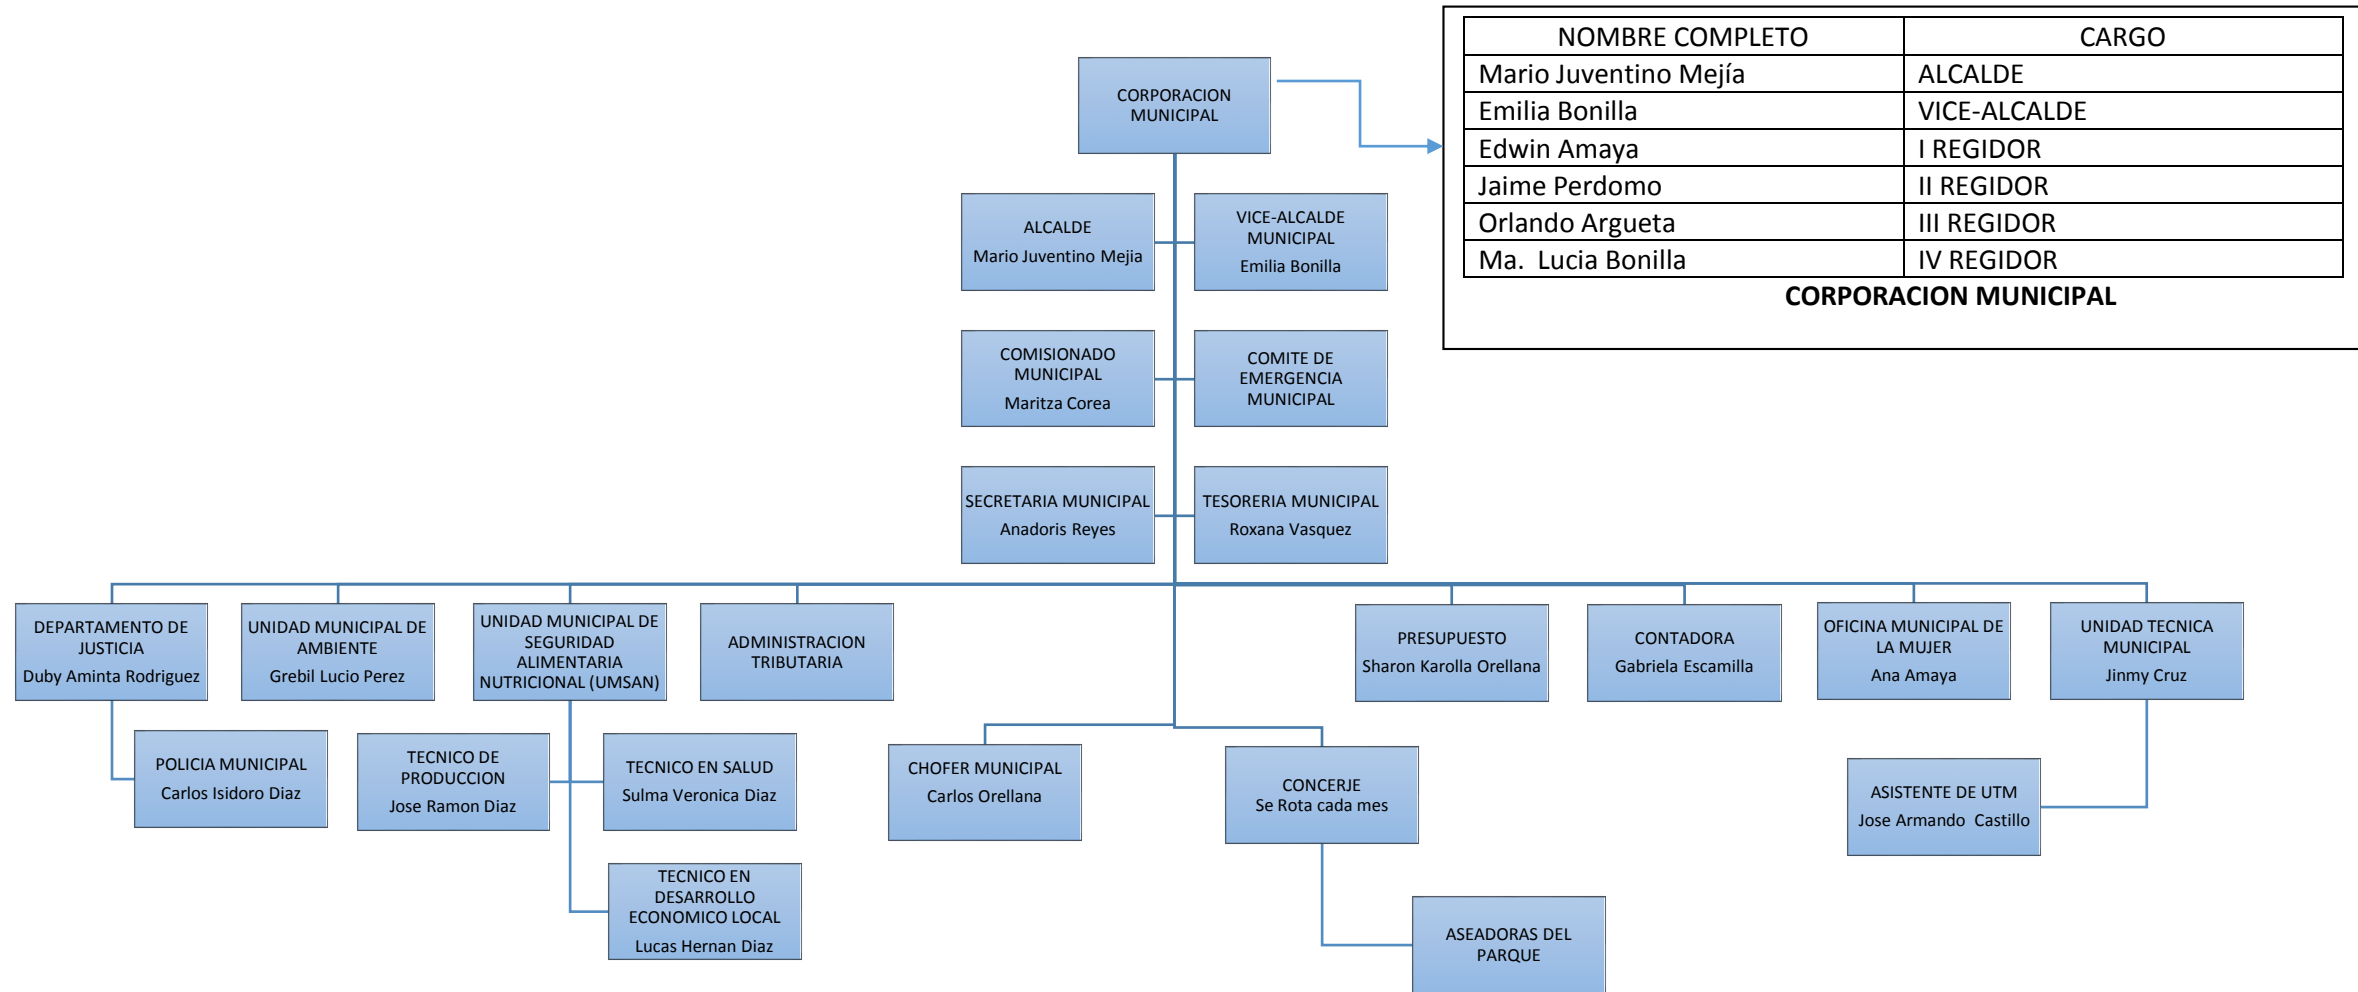 NOMBRE COMPLETO CARGO
Mario Juventino Mejía ALCALDE
Emilia Bonilla VICE-ALCALDE
Edwin Amaya I REGIDOR
Jaime Perdomo II REGIDOR
Orlando Argueta III REGIDOR
Ma. Lucia Bonilla IV REGIDOR
CORPORACION MUNICIPAL
CORPORACION
MUNICIPAL
ALCALDE
Mario Juventino Mejia
VICE-ALCALDE
MUNICIPAL
Emilia Bonilla
COMISIONADO
MUNICIPAL
Maritza Corea
COMITE DE
EMERGENCIA
MUNICIPAL
SECRETARIA MUNICIPAL
Anadoris Reyes
TESORERIA MUNICIPAL
Roxana Vasquez
DEPARTAMENTO DE
JUSTICIA
Duby Aminta Rodriguez
UNIDAD MUNICIPAL DE
AMBIENTE
Grebil Lucio Perez
UNIDAD MUNICIPAL DE
SEGURIDAD
ALIMENTARIA
NUTRICIONAL (UMSAN)
ADMINISTRACION
TRIBUTARIA
PRESUPUESTO
Sharon Karolla Orellana
CONTADORA
Gabriela Escamilla
OFICINA MUNICIPAL DE
LA MUJER
Ana Amaya
UNIDAD TECNICA
MUNICIPAL
Jinmy Cruz
POLICIA MUNICIPAL
Carlos Isidoro Diaz
TECNICO DE
PRODUCCION
Jose Ramon Diaz
TECNICO EN SALUD
Sulma Veronica Diaz
CHOFER MUNICIPAL
Carlos Orellana
CONCERJE
Se Rota cada mes
ASISTENTE DE UTM
Jose Armando Castillo
TECNICO EN
DESARROLLO
ECONOMICO LOCAL
Lucas Hernan Diaz
ASEADORAS DEL
PARQUE